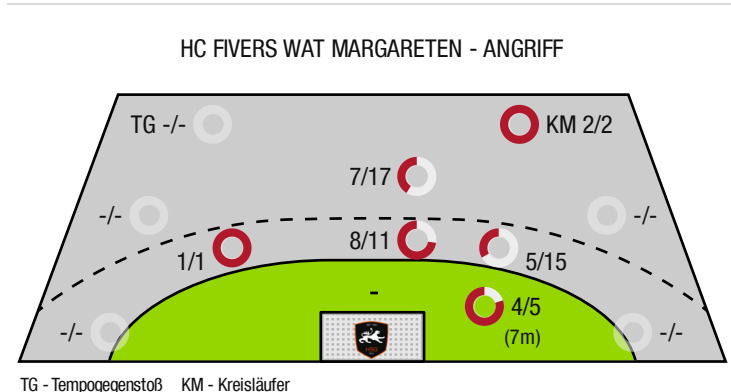 HC FIVERS WAT MARGARETEN - ANGRIFF
TG -/-
KM 2/2
7/17
-/-
-/-
1/1
8/11
5/15
-
4/5
(7m)
-/-
-/-
TG - Tempogegenstoß KM - Kreisläufer